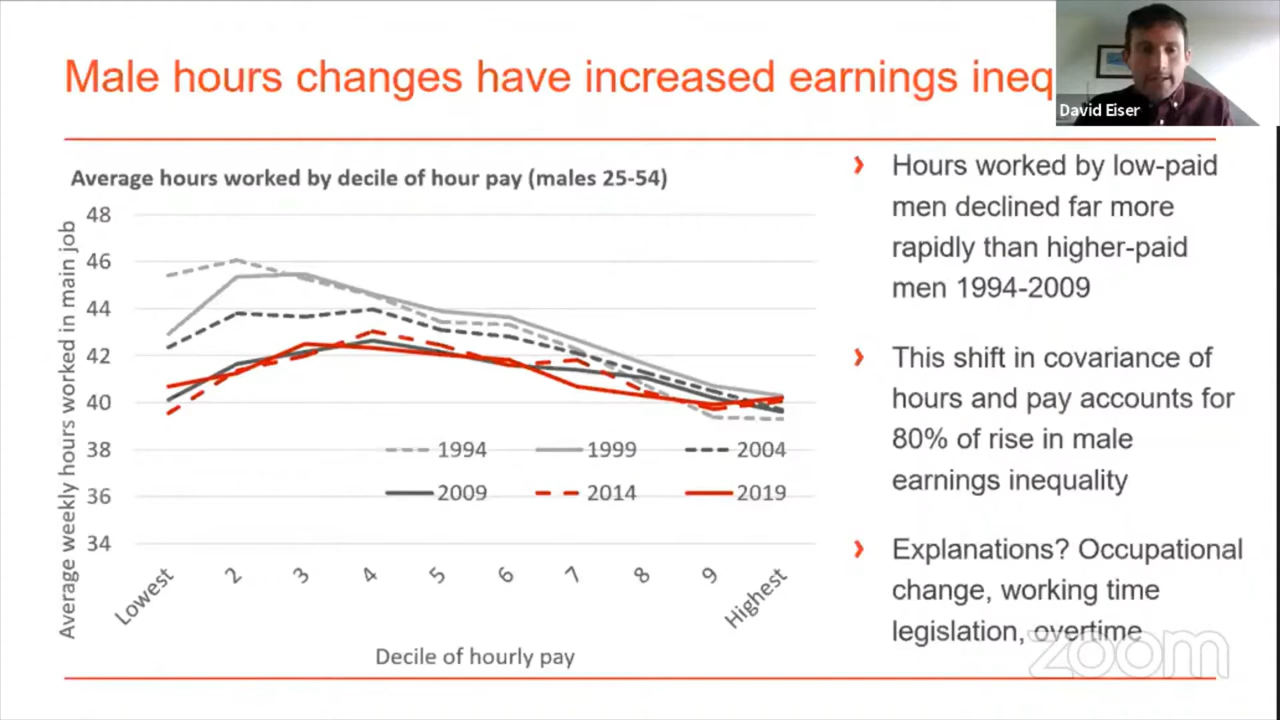 Male hours changes have increased earnings ineq
David Eiser
Average hours worked by decile of hour pay (males 25-54)
Average weekly hours worked in main job
48
46
44
42
40
38
36
34
1994
1999
2004
2009
2014
2019
Lowest
2
3
4
5
6
7
8
9
Highest
Decile of hourly pay
Hours worked by low-paid
men declined far more
rapidly than higher-paid
men 1994-2009
This shift in covariance of
hours and pay accounts for
80% of rise in male
earnings inequality
Explanations? Occupational
change, working time
legislation, overtime
zoom